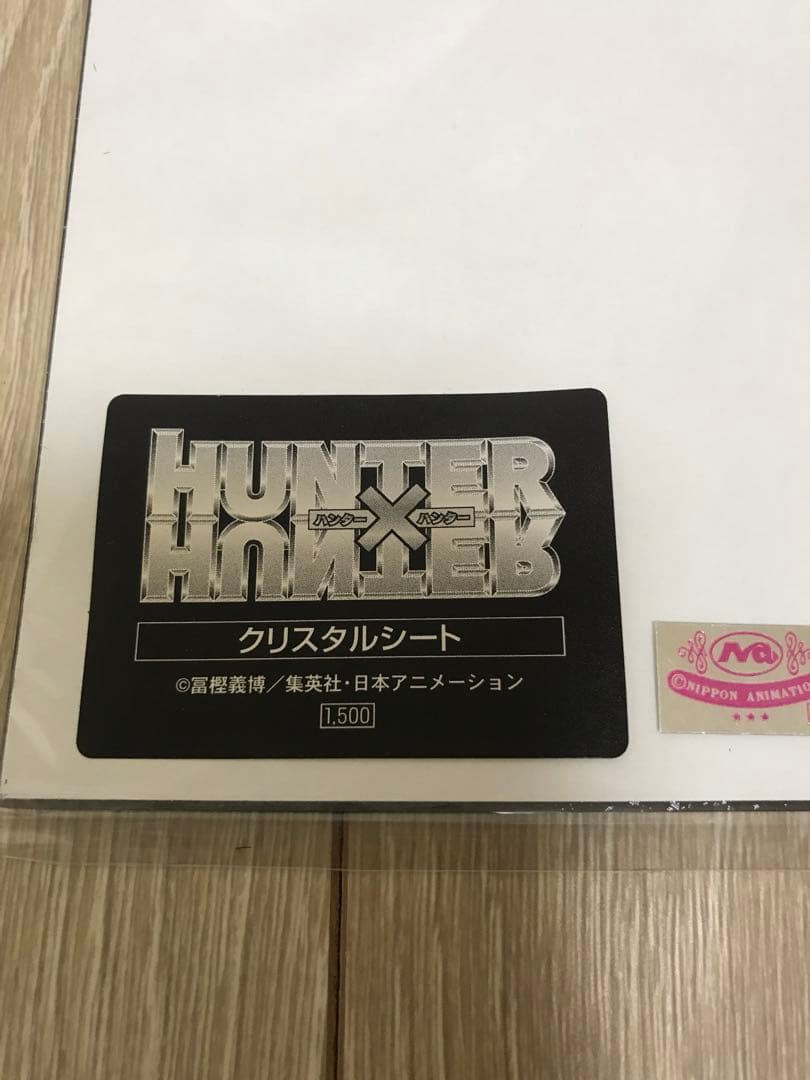 HUNTER
ハンター×ハンター
HUNTER
クリスタルシート
©冨樫義博／集英社・日本アニメーション
1,500
Na
©NIPPON ANIMATIO
★★★